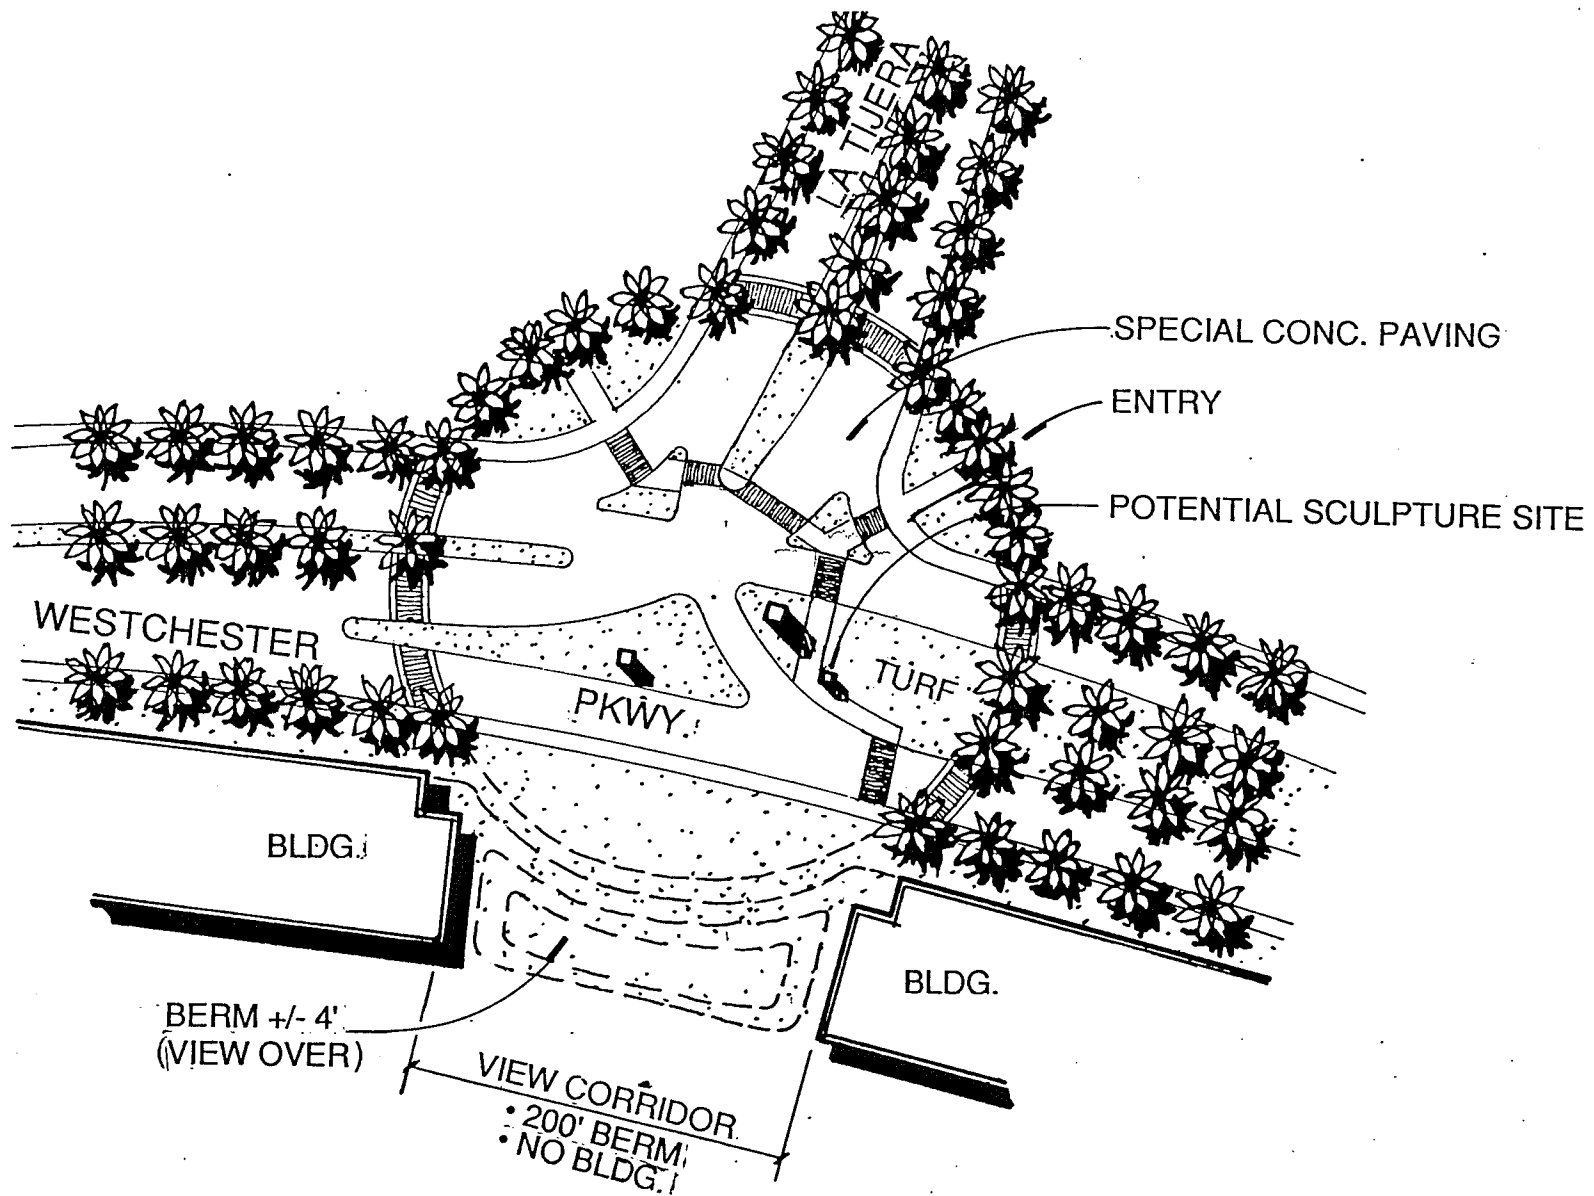 LA TIJERA
SPECIAL CONC. PAVING
ENTRY
POTENTIAL SCULPTURE SITE
WESTCHESTER
PKWY.
TURF
BLDG.
BLDG.
BERM +/- 4'
(VIEW OVER)
VIEW CORRIDOR
• 200' BERM
• NO BLDG.